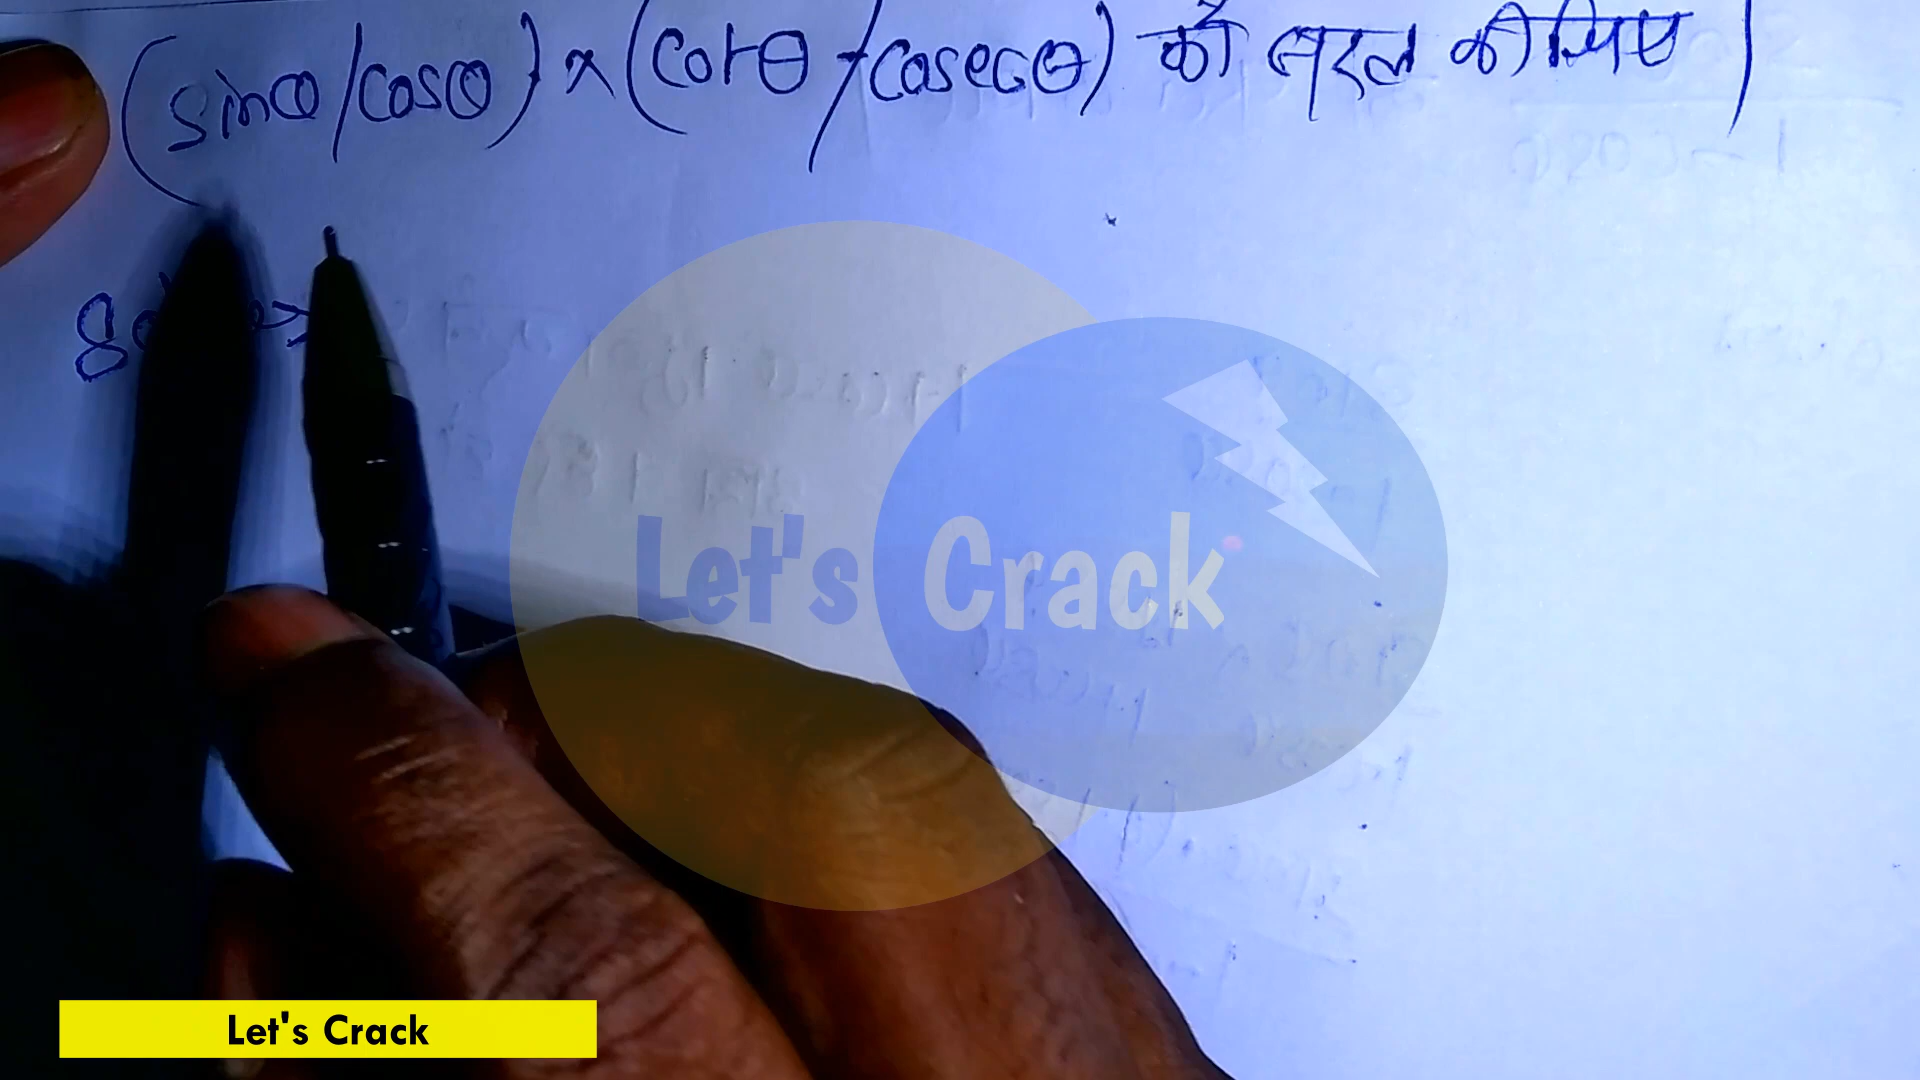 (sinθ/cosθ) × (cotθ/cosecθ) को सरल कीजिए |
Let's Crack
Let's Crack